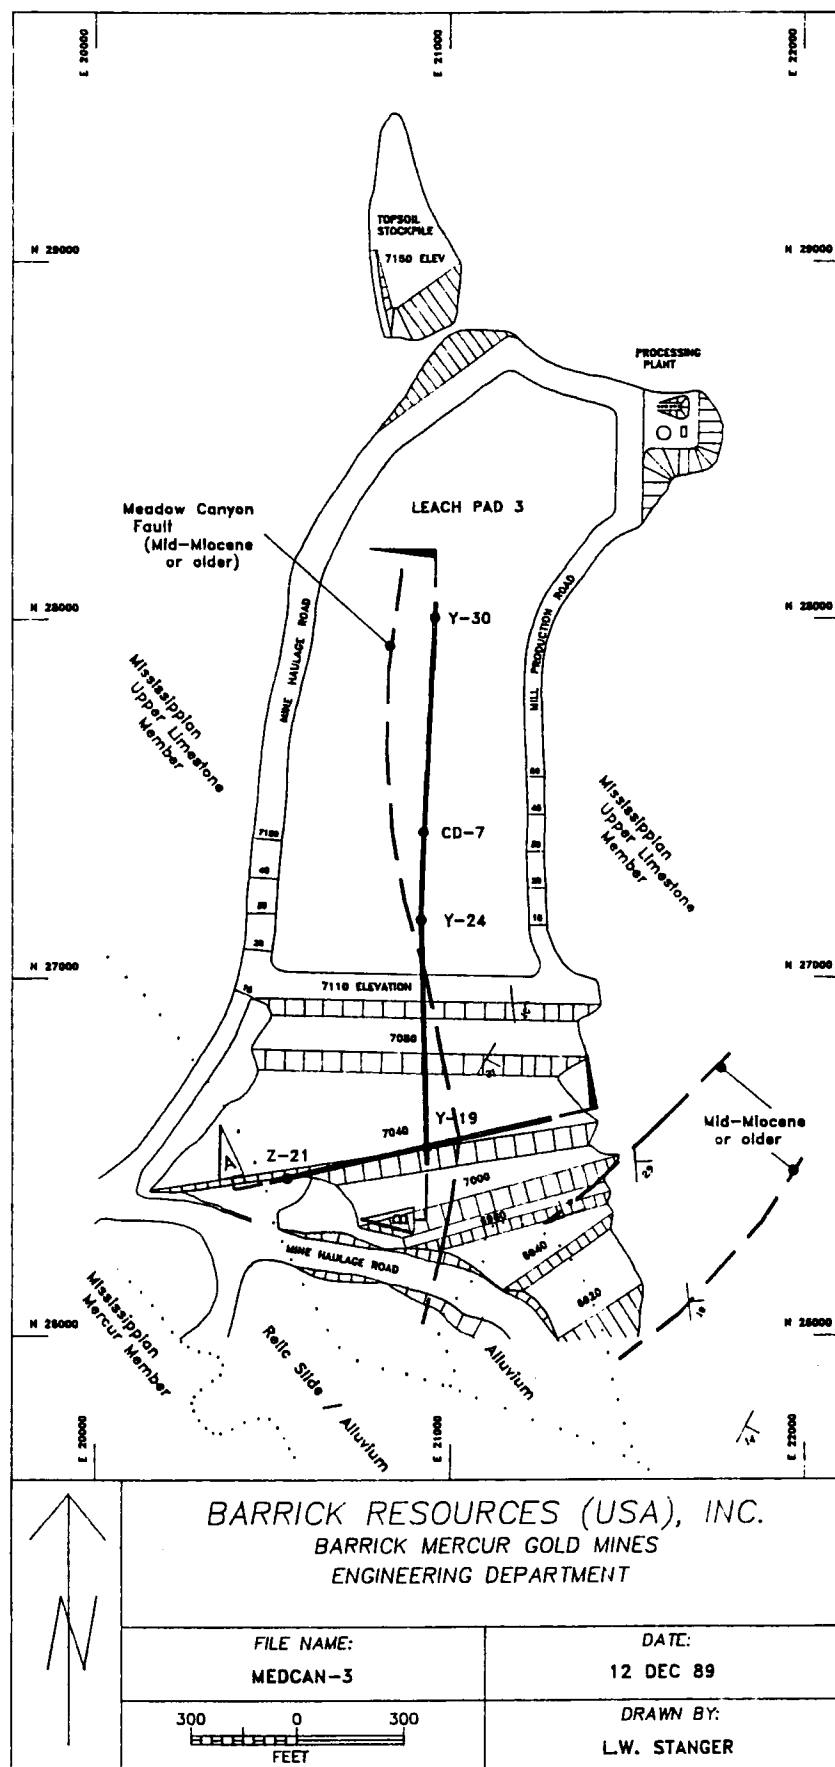 E 20000
E 21000
E 22000
TOPSOIL
STOCKPILE
7150 ELEV
N 29000
N 29000
PROCESSING
PLANT
LEACH PAD 3
Meadow Canyon
Fault
(Mid-Miocene
or older)
N 28000
Y-30
N 28000
MINE HAULAGE ROAD
MILL PRODUCTION ROAD
Mississippian
Upper Limestone
Member
Mississippian
Upper Limestone
Member
CD-7
Y-24
N 27000
7110 ELEVATION
N 27000
7080
Y-19
7040
Z-21
A
Mid-Miocene
or older
29
7000
B
MINE HAULAGE ROAD
6940
6920
Mississippian
Mercur Member
Relic Slide / Alluvium
Alluvium
N 26000
N 26000
14
E 20000
E 21000
E 22000
BARRICK RESOURCES (USA), INC.
BARRICK MERCUR GOLD MINES
ENGINEERING DEPARTMENT
N
FILE NAME:
MEDCAN-3
DATE:
12 DEC 89
300 0 300
FEET
DRAWN BY:
L.W. STANGER